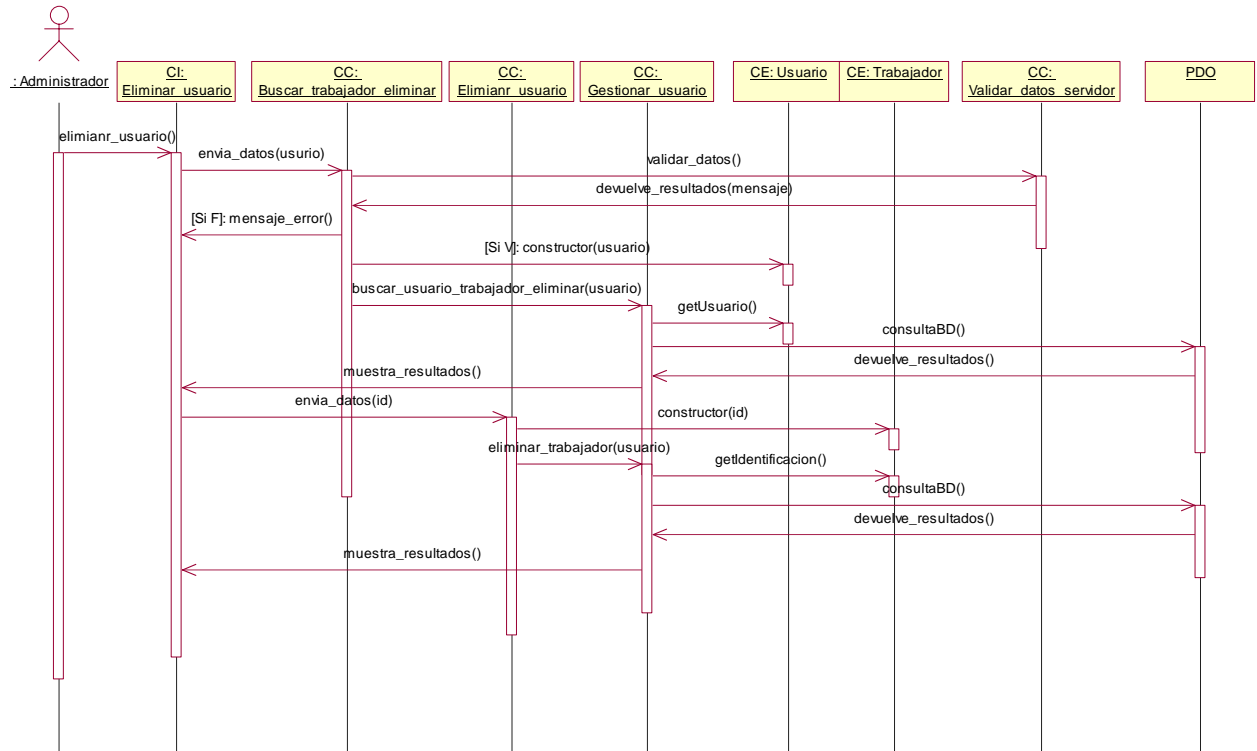 : Administrador
CI:
Eliminar_usuario
CC:
Buscar_trabajador_eliminar
CC:
Elimianr_usuario
CC:
Gestionar_usuario
CE: Usuario
CE: Trabajador
CC:
Validar_datos_servidor
PDO
elimianr_usuario()
envia_datos(usurio)
validar_datos()
devuelve_resultados(mensaje)
[Si F]: mensaje_error()
[Si V]: constructor(usuario)
buscar_usuario_trabajador_eliminar(usuario)
getUsuario()
consultaBD()
devuelve_resultados()
muestra_resultados()
envia_datos(id)
constructor(id)
eliminar_trabajador(usuario)
getIdentificacion()
consultaBD()
devuelve_resultados()
muestra_resultados()